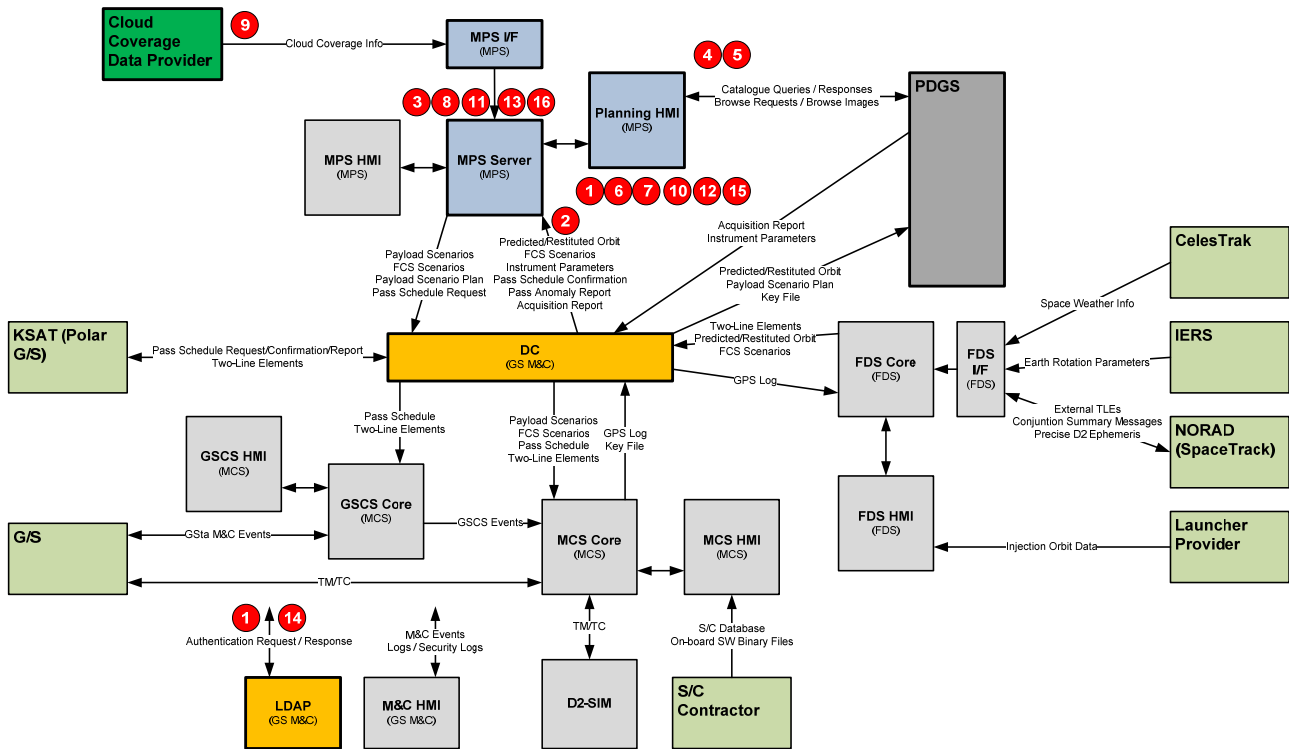 Cloud
Coverage
Data Provider
9
Cloud Coverage Info
MPS I/F
(MPS)
4 5
Catalogue Queries / Responses
Browse Requests / Browse Images
PDGS
3 8 11 13 16
Planning HMI
(MPS)
MPS HMI
(MPS)
MPS Server
(MPS)
1 6 7 10 12 15
2
Payload Scenarios
FCS Scenarios
Payload Scenario Plan
Pass Schedule Request
Predicted/Restituted Orbit
FCS Scenarios
Instrument Parameters
Pass Schedule Confirmation
Pass Anomaly Report
Acquisition Report
Acquisition Report
Instrument Parameters
Predicted/Restituted Orbit
Payload Scenario Plan
Key File
CelesTrak
Space Weather Info
KSAT (Polar
G/S)
Pass Schedule Request/Confirmation/Report
Two-Line Elements
DC
(GS M&C)
Two-Line Elements
Predicted/Restituted Orbit
FCS Scenarios
GPS Log
FDS Core
(FDS)
FDS
I/F
(FDS)
IERS
Earth Rotation Parameters
External TLEs
Conjuntion Summary Messages
Precise D2 Ephemeris
NORAD
(SpaceTrack)
Pass Schedule
Two-Line Elements
Payload Scenarios
FCS Scenarios
Pass Schedule
Two-Line Elements
GPS Log
Key File
GSCS HMI
(MCS)
GSCS Core
(MCS)
GSCS Events
MCS Core
(MCS)
MCS HMI
(MCS)
FDS HMI
(FDS)
Injection Orbit Data
Launcher
Provider
G/S
GSta M&C Events
TM/TC
1 14
Authentication Request / Response
M&C Events
Logs / Security Logs
TM/TC
S/C Database
On-board SW Binary Files
LDAP
(GS M&C)
M&C HMI
(GS M&C)
D2-SIM
S/C
Contractor